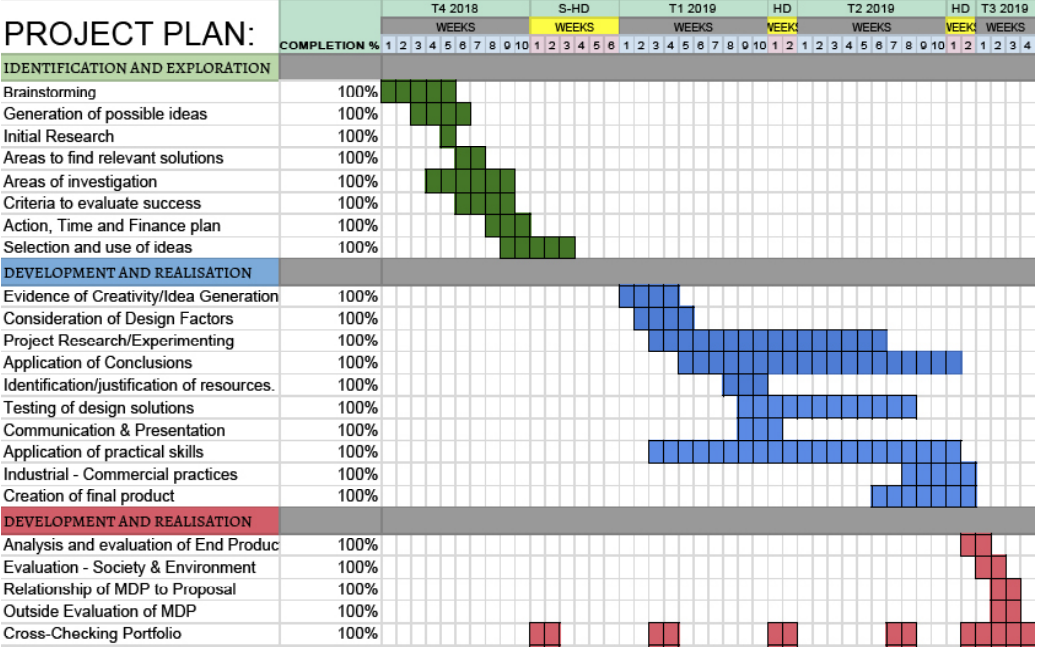 T4 2018 S-HD T1 2019 HD T2 2019 HD T3 2019
PROJECT PLAN: WEEKS WEEKS WEEKS WEEKS WEEKS WEEKS WEEKS
COMPLETION % 1 2 3 4 5 6 7 8 9 10 1 2 3 4 5 6 1 2 3 4 5 6 7 8 9 10 1 2 1 2 3 4 5 6 7 8 9 10 1 2 1 2 3 4
IDENTIFICATION AND EXPLORATION
Brainstorming 100%
Generation of possible ideas 100%
Initial Research 100%
Areas to find relevant solutions 100%
Areas of investigation 100%
Criteria to evaluate success 100%
Action, Time and Finance plan 100%
Selection and use of ideas 100%
DEVELOPMENT AND REALISATION
Evidence of Creativity/Idea Generation 100%
Consideration of Design Factors 100%
Project Research/Experimenting 100%
Application of Conclusions 100%
Identification/justification of resources. 100%
Testing of design solutions 100%
Communication & Presentation 100%
Application of practical skills 100%
Industrial - Commercial practices 100%
Creation of final product 100%
DEVELOPMENT AND REALISATION
Analysis and evaluation of End Produc 100%
Evaluation - Society & Environment 100%
Relationship of MDP to Proposal 100%
Outside Evaluation of MDP 100%
Cross-Checking Portfolio 100%